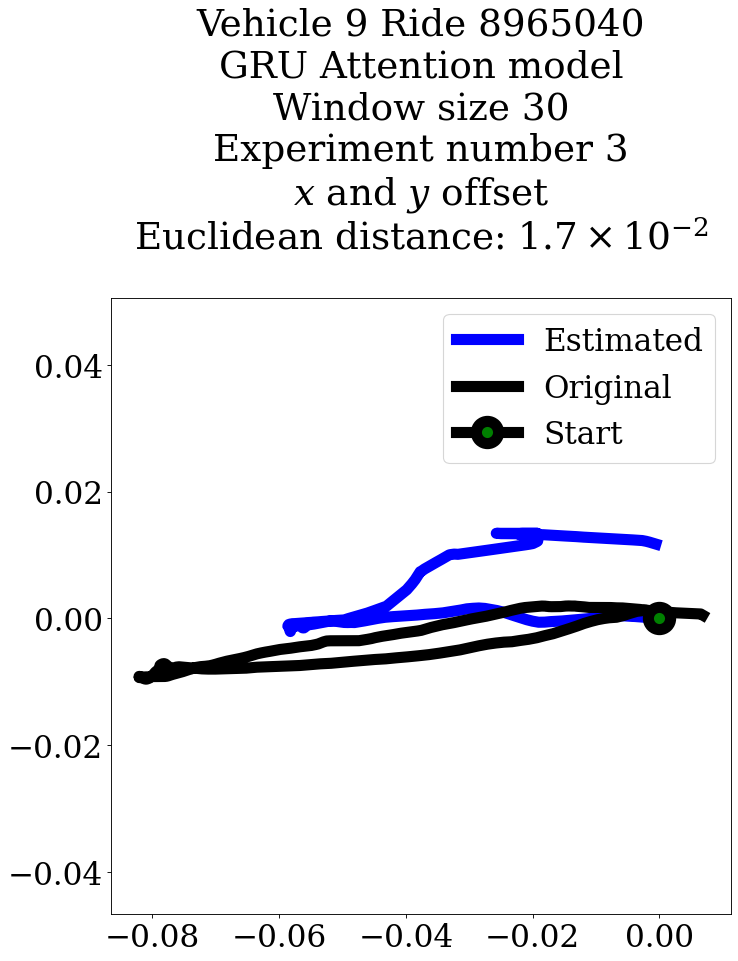 Vehicle 9 Ride 8965040
GRU Attention model
Window size 30
Experiment number 3
x and y offset
Euclidean distance: 1.7 × 10⁻²
Estimated
Original
Start
0.04
0.02
0.00
−0.02
−0.04
−0.08 −0.06 −0.04 −0.02 0.00